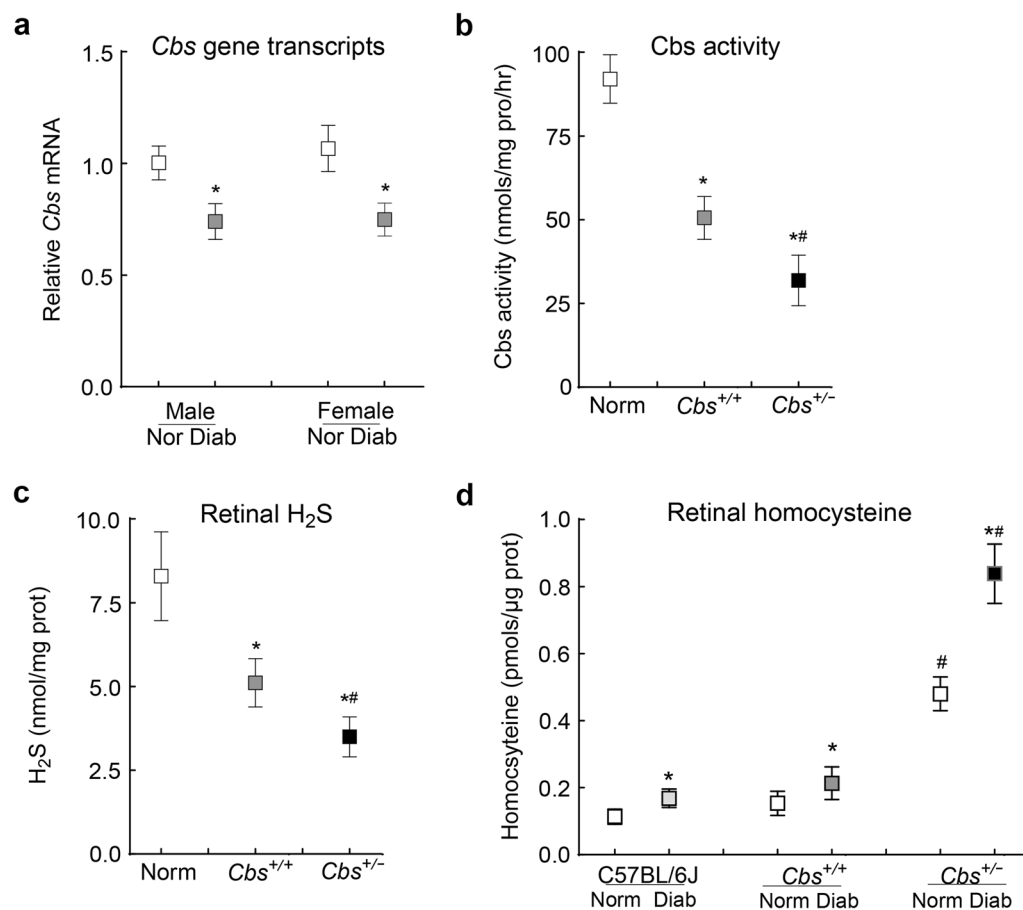 a
Cbs gene transcripts
Relative Cbs mRNA
1.5
1.0
0.5
0.0
* *
Male Female
Nor Diab Nor Diab
b
Cbs activity
Cbs activity (nmols/mg pro/hr)
100
75
50
25
0
*
*#
Norm Cbs+/+ Cbs+/−
c
Retinal H2S
H2S (nmol/mg prot)
10.0
7.5
5.0
2.5
0.0
*
*#
Norm Cbs+/+ Cbs+/−
d
Retinal homocysteine
Homocsyteine (pmols/µg prot)
1.0
0.8
0.6
0.4
0.2
0.0
*
*
#
*#
C57BL/6J Cbs+/+ Cbs+/−
Norm Diab Norm Diab Norm Diab